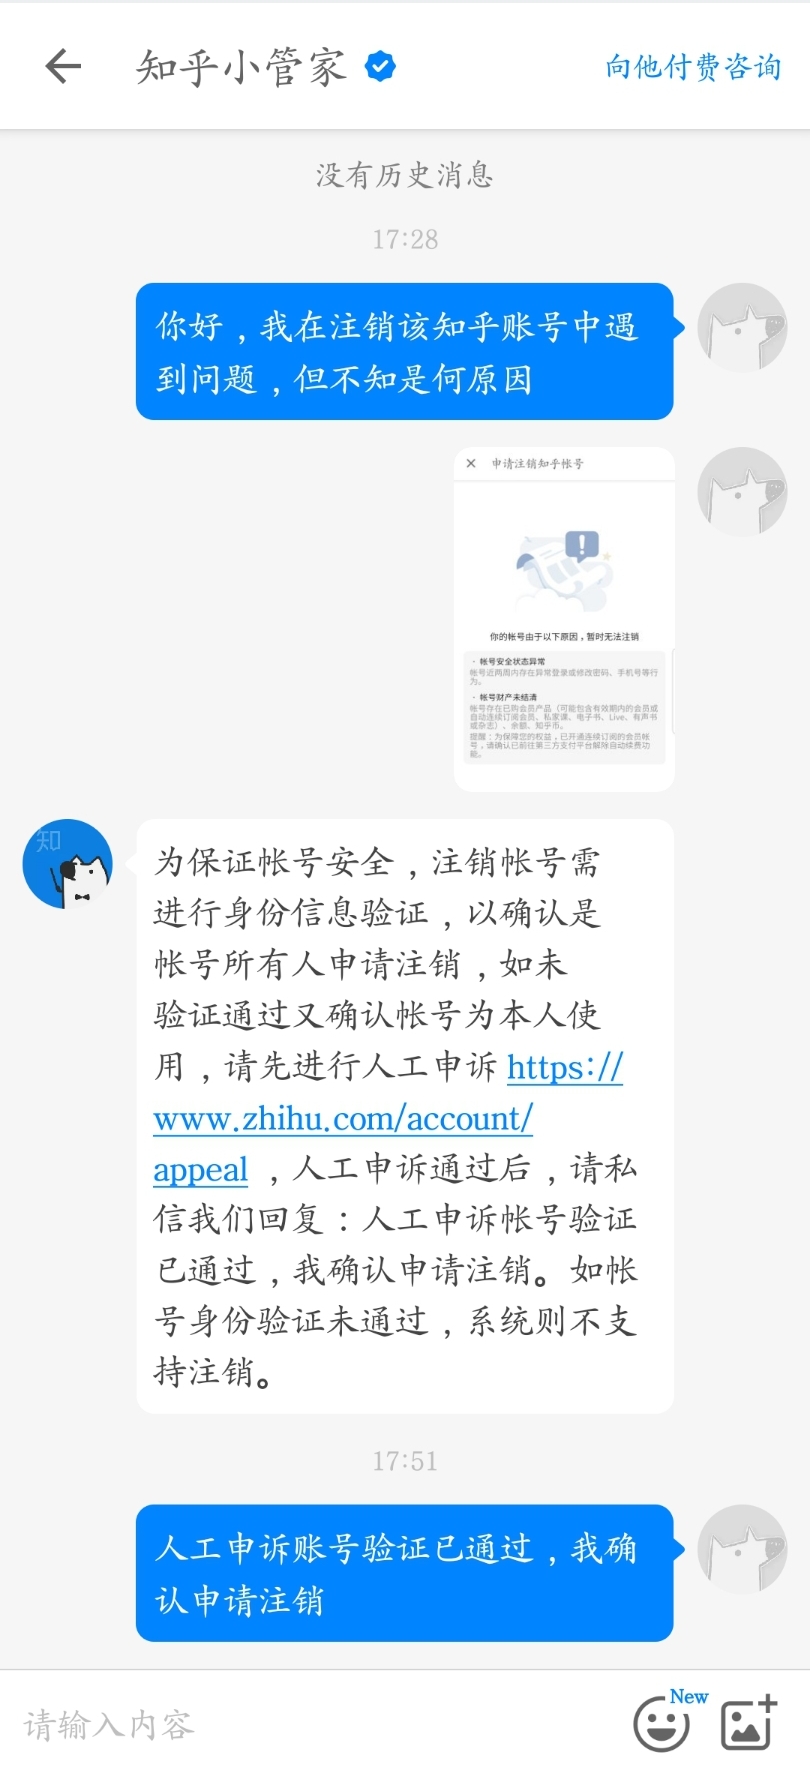 知乎小管家
向他付费咨询
没有历史消息
17:28
你好，我在注销该知乎账号中遇
到问题，但不知是何原因
申请注销知乎帐号
你的帐号由于以下原因，暂时无法注销
· 帐号安全状态异常
帐号近两周内存在异常登录或修改密码、手机号等行
为。
· 帐号财产未结清
帐号存在已购会员产品（可能包含有效期内的会员或
自动连续订阅会员、私家课、电子书、Live、有声书
或杂志）、余额、知乎币。
提醒：为保障您的权益，已开通连续订阅的会员帐
号，请确认已前往第三方支付平台解除自动续费功
能。
知
为保证帐号安全，注销帐号需
进行身份信息验证，以确认是
帐号所有人申请注销，如未
验证通过又确认帐号为本人使
用，请先进行人工申诉 https://
www.zhihu.com/account/
appeal ，人工申诉通过后，请私
信我们回复：人工申诉帐号验证
已通过，我确认申请注销。如帐
号身份验证未通过，系统则不支
持注销。
17:51
人工申诉账号验证已通过，我确
认申请注销
请输入内容
New